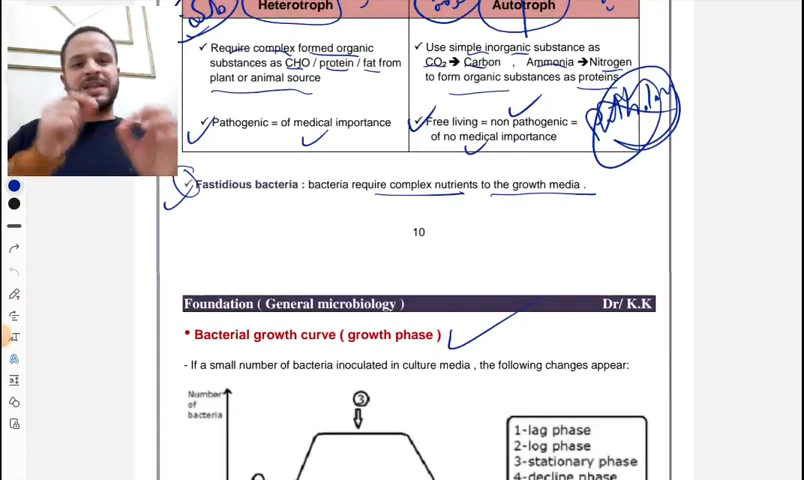 Heterotroph
Autotroph
✓ Require complex formed organic
substances as CHO / protein / fat from
plant or animal source
✓ Pathogenic = of medical importance
✓ Use simple inorganic substance as
CO₂ → Carbon , Ammonia → Nitrogen
to form organic substances as proteins
✓ Free living = non pathogenic =
of no medical importance
✓ Fastidious bacteria : bacteria require complex nutrients to the growth media .
10
Foundation ( General microbiology ) Dr/ K.K
• Bacterial growth curve ( growth phase )
- If a small number of bacteria inoculated in culture media , the following changes appear:
Number
of
bacteria
3
1-lag phase
2-log phase
3-stationary phase
4-decline phase